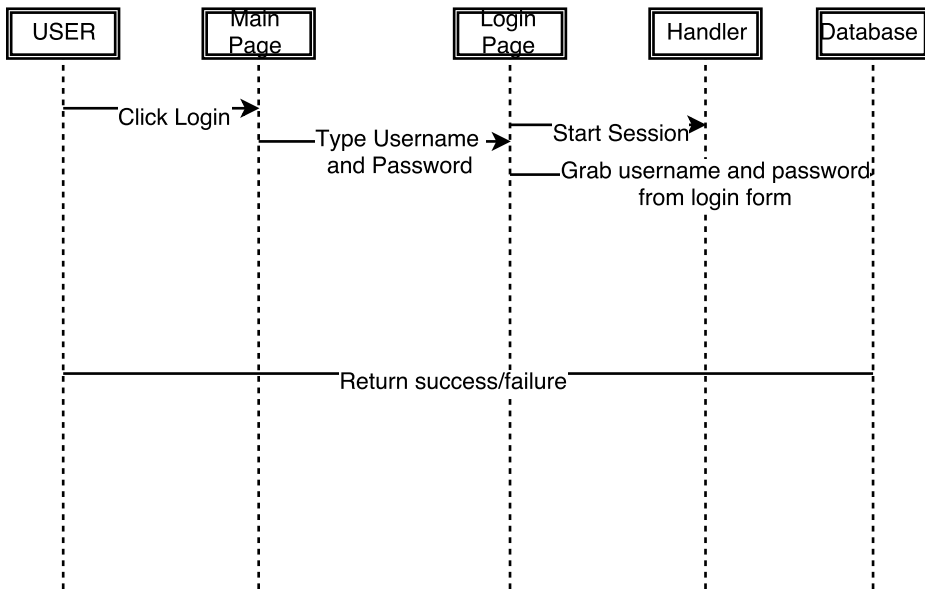 USER
Main
Page
Login
Page
Handler
Database
Click Login
Start Session
Type Username
and Password
Grab username and password
from login form
Return success/failure